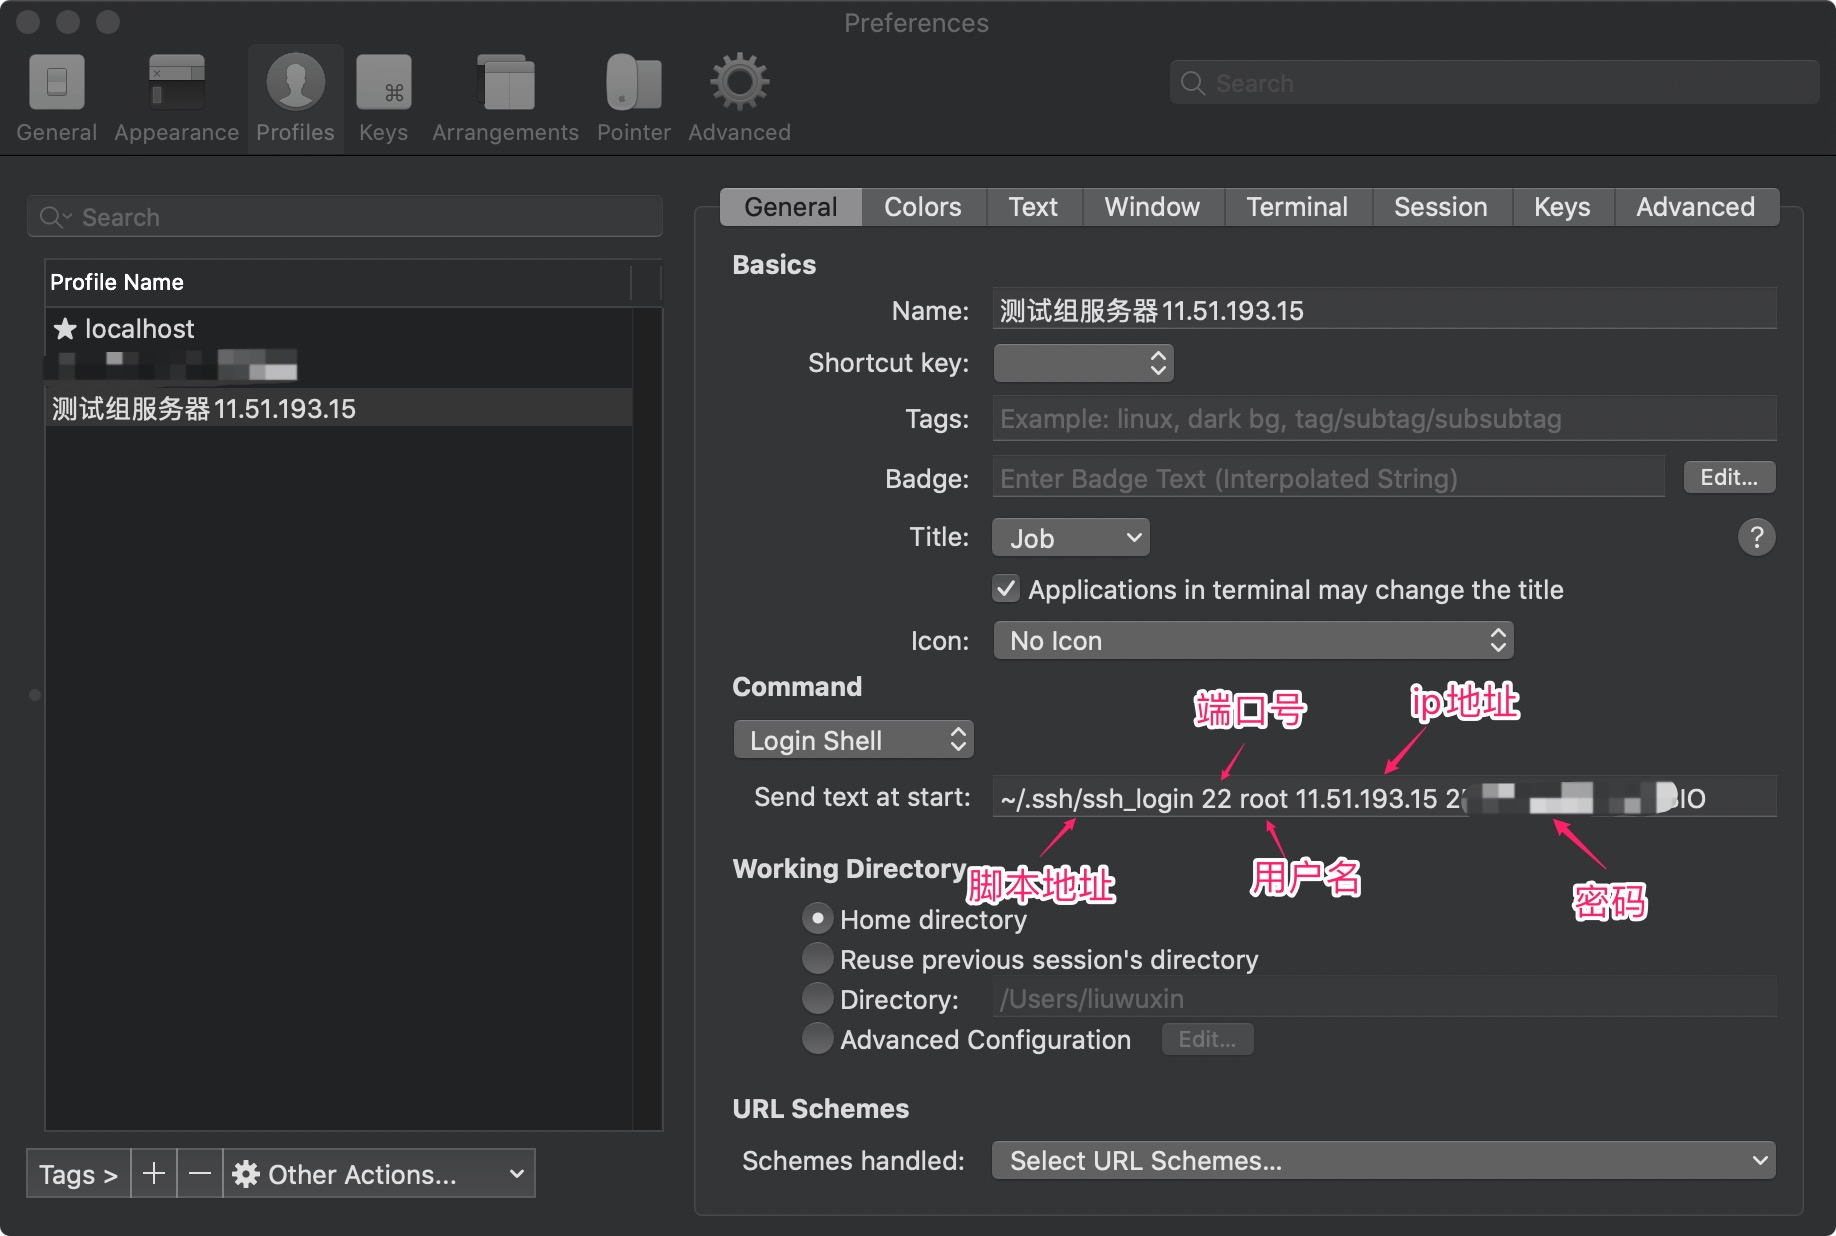 Preferences
General Appearance Profiles Keys Arrangements Pointer Advanced
Search
Search
Profile Name
★ localhost
测试组服务器11.51.193.15
General Colors Text Window Terminal Session Keys Advanced
Basics
Name: 测试组服务器11.51.193.15
Shortcut key:
Tags: Example: linux, dark bg, tag/subtag/subsubtag
Badge: Enter Badge Text (Interpolated String) Edit...
Title: Job ?
Applications in terminal may change the title
Icon: No Icon
Command
端口号 ip地址
Login Shell
Send text at start: ~/.ssh/ssh_login 22 root 11.51.193.15
脚本地址 用户名 密码
Working Directory
Home directory
Reuse previous session's directory
Directory: /Users/liuwuxin
Advanced Configuration Edit...
URL Schemes
Schemes handled: Select URL Schemes...
Tags > + − Other Actions...